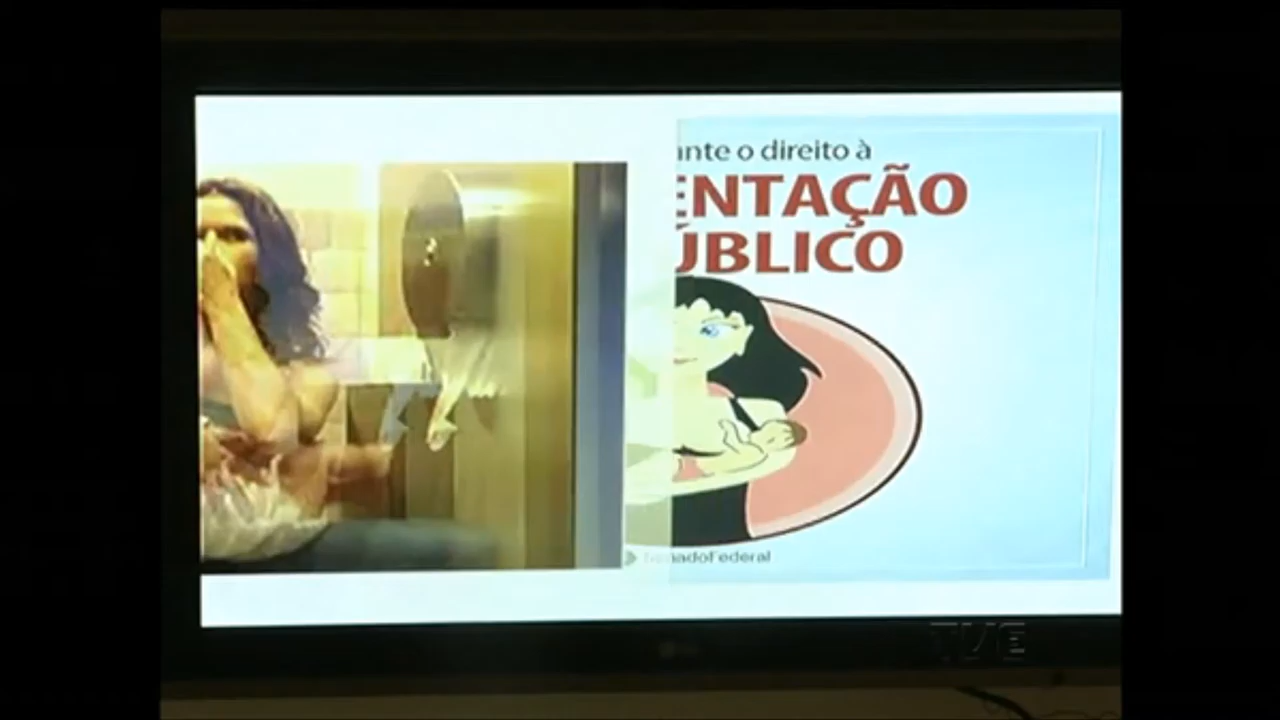 ante o direito à
ENTAÇÃO
ÚBLICO
SenadoFederal
TVE